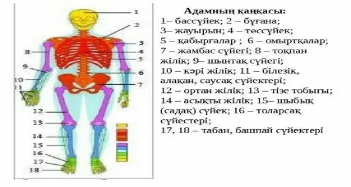 Адамның қаңқасы:
1– бассүйек; 2 – бұғана;
3– жауырын; 4 – төссүйек;
5 – қабырғалар ; 6 – омыртқалар;
7 – жамбас сүйегі; 8 – тоқпан
жілік; 9– шынтақ сүйегі;
10 – кәрі жілік; 11 – білезік,
алақан, саусақ сүйектері;
12 – ортан жілік; 13 – тізе тобығы;
14 – асықты жілік; 15– шыбық
(садақ) сүйек; 16 – толарсақ
сүйестері;
17, 18 – табан, башпай сүйектері